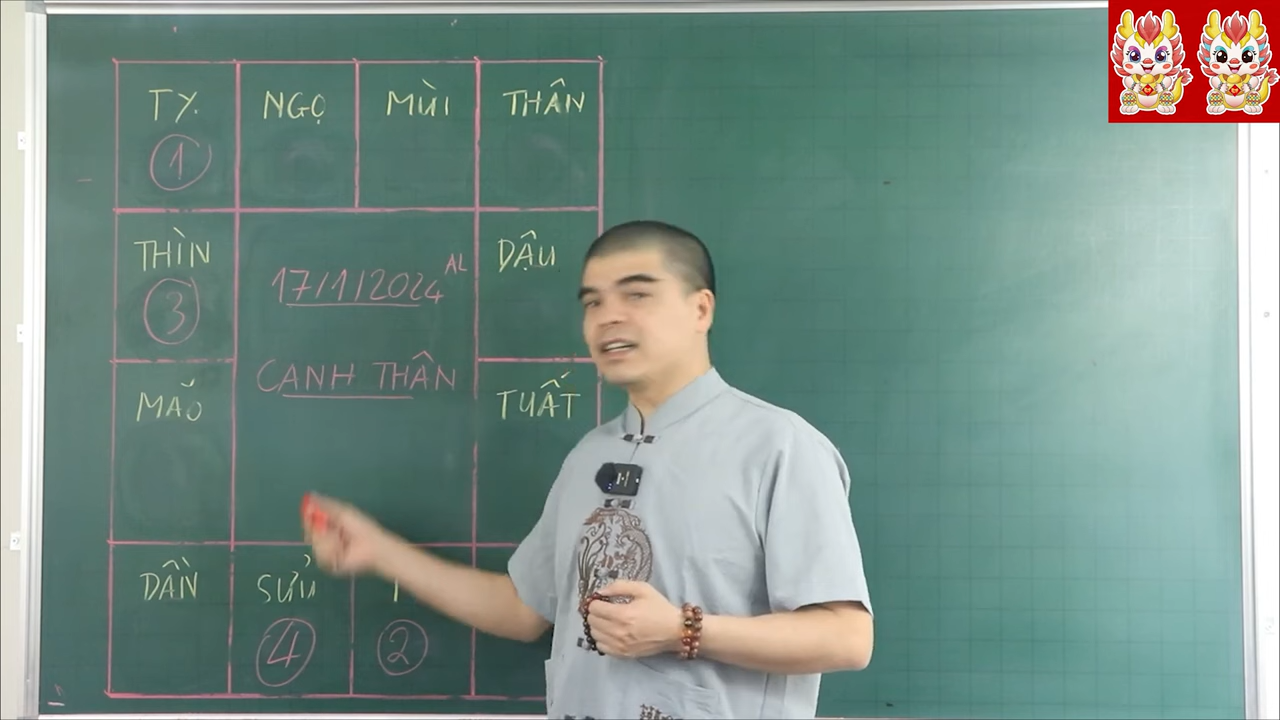 TỴ
NGỌ
MÙI
THÂN
①
THÌN
③
DẬU
17/1/2024 AL
CANH THÂN
MÃO
TUẤT
DẦN
SỬU
④
②